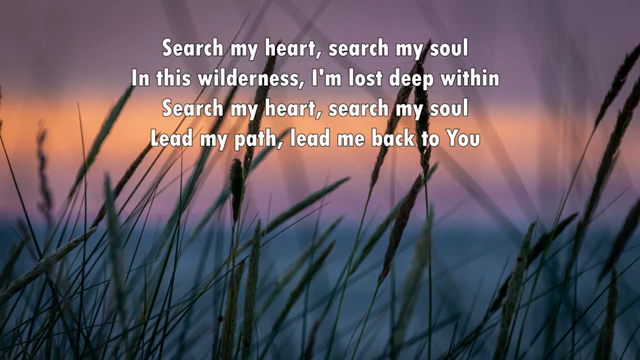 Search my heart, search my soul
In this wilderness, I'm lost deep within
Search my heart, search my soul
Lead my path, lead me back to You